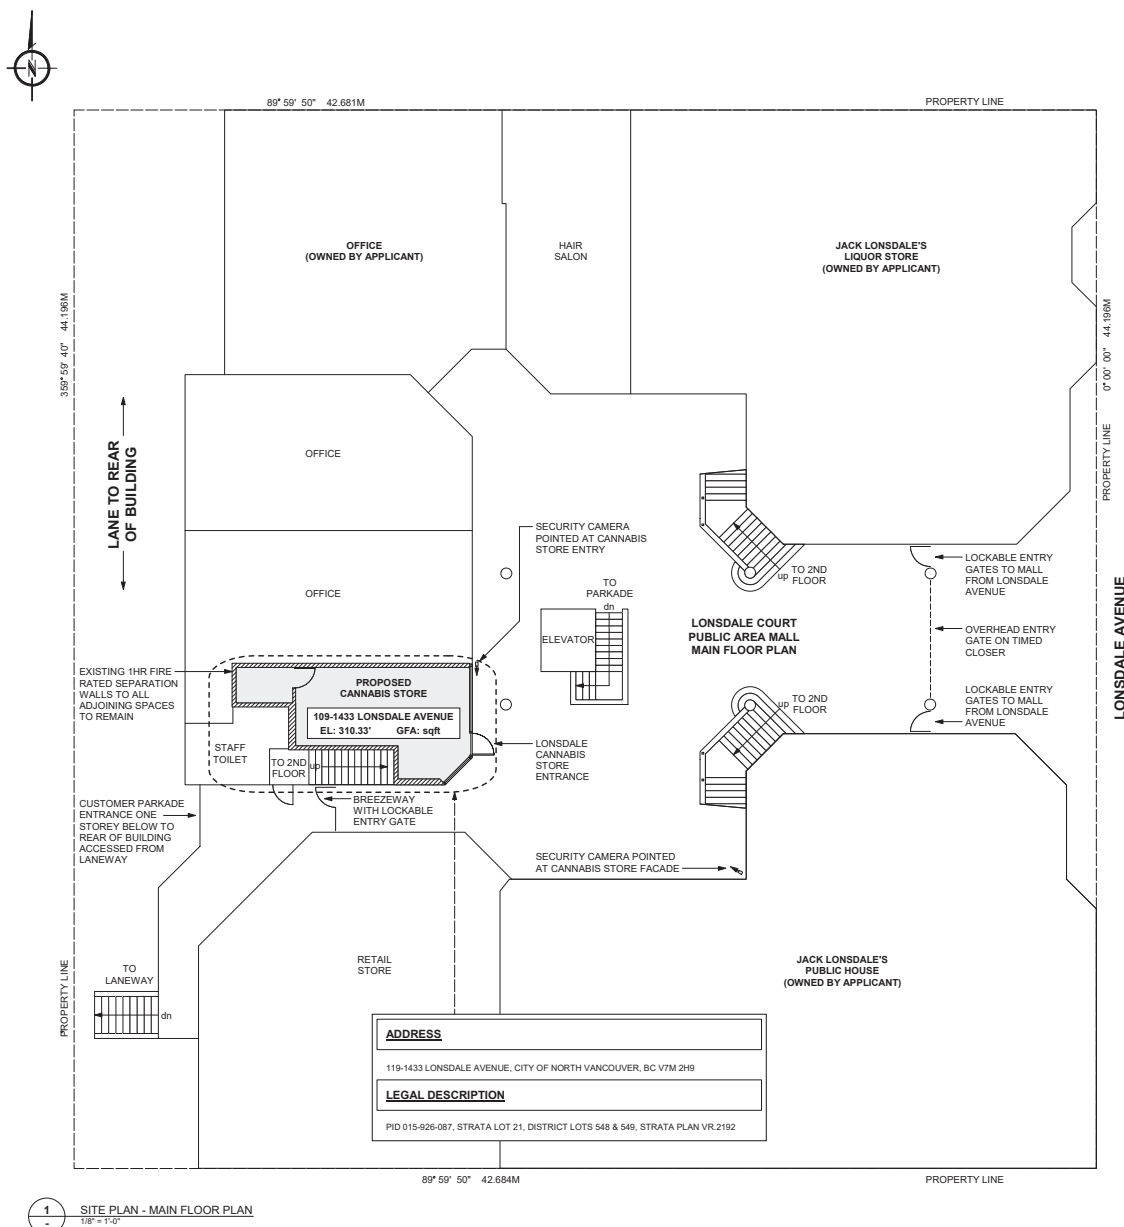 N
89° 59' 50" 42.681M
PROPERTY LINE
OFFICE
(OWNED BY APPLICANT)
HAIR
SALON
JACK LONSDALE'S
LIQUOR STORE
(OWNED BY APPLICANT)
359° 59' 40" 44.196M
0° 00' 00" 44.196M
PROPERTY LINE
LANE TO REAR
OF BUILDING
OFFICE
SECURITY CAMERA
POINTED AT CANNABIS
STORE ENTRY
OFFICE
TO
PARKADE
dn
ELEVATOR
up
TO 2ND
FLOOR
LOCKABLE ENTRY
GATES TO MALL
FROM LONSDALE
AVENUE
LONSDALE COURT
PUBLIC AREA MALL
MAIN FLOOR PLAN
OVERHEAD ENTRY
GATE ON TIMED
CLOSER
LONSDALE AVENUE
EXISTING 1HR FIRE
RATED SEPARATION
WALLS TO ALL
ADJOINING SPACES
TO REMAIN
PROPOSED
CANNABIS STORE
109-1433 LONSDALE AVENUE
EL: 310.33' GFA: sqft
up
TO 2ND
FLOOR
LOCKABLE ENTRY
GATES TO MALL
FROM LONSDALE
AVENUE
STAFF
TOILET
TO 2ND
FLOOR
up
LONSDALE
CANNABIS
STORE
ENTRANCE
CUSTOMER PARKADE
ENTRANCE ONE
STOREY BELOW TO
REAR OF BUILDING
ACCESSED FROM
LANEWAY
BREEZEWAY
WITH LOCKABLE
ENTRY GATE
SECURITY CAMERA POINTED
AT CANNABIS STORE FACADE
RETAIL
STORE
JACK LONSDALE'S
PUBLIC HOUSE
(OWNED BY APPLICANT)
PROPERTY LINE
TO
LANEWAY
dn
ADDRESS
119-1433 LONSDALE AVENUE, CITY OF NORTH VANCOUVER, BC V7M 2H9
LEGAL DESCRIPTION
PID 015-926-087, STRATA LOT 21, DISTRICT LOTS 548 & 549, STRATA PLAN VR.2192
89° 59' 50" 42.684M
PROPERTY LINE
1
-
SITE PLAN - MAIN FLOOR PLAN
1/8" = 1'-0"